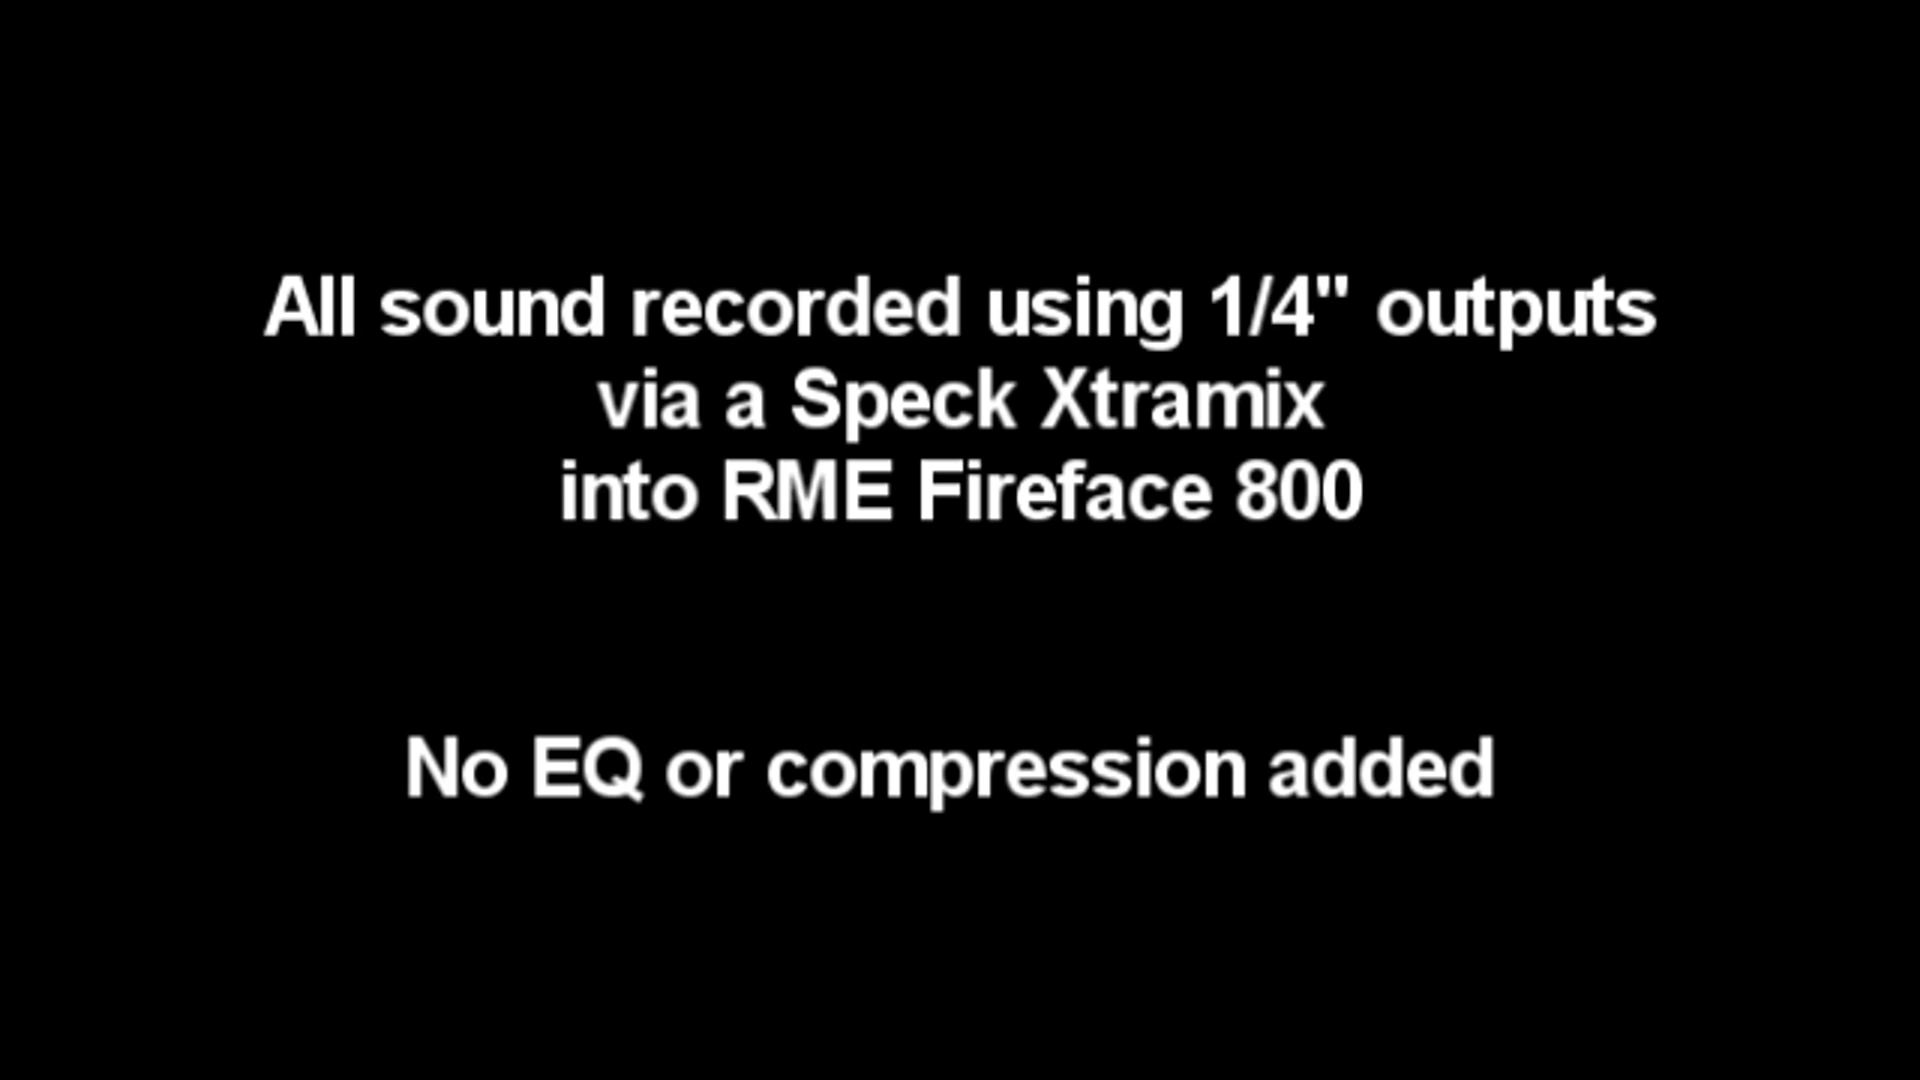 All sound recorded using 1/4" outputs
via a Speck Xtramix
into RME Fireface 800
No EQ or compression added